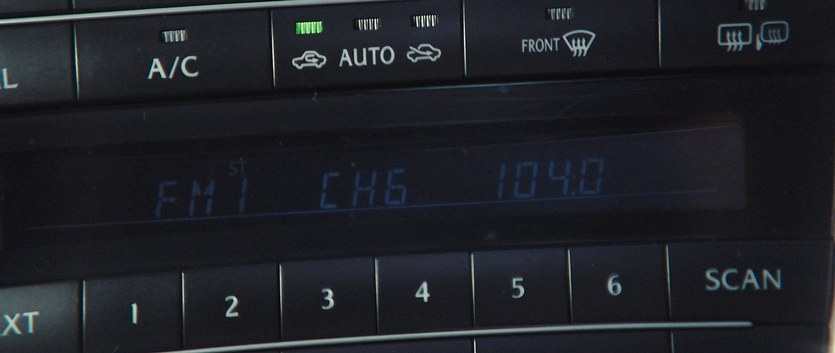 L A/C AUTO FRONT
st
FM1 CH6 104.0
XT 1 2 3 4 5 6 SCAN